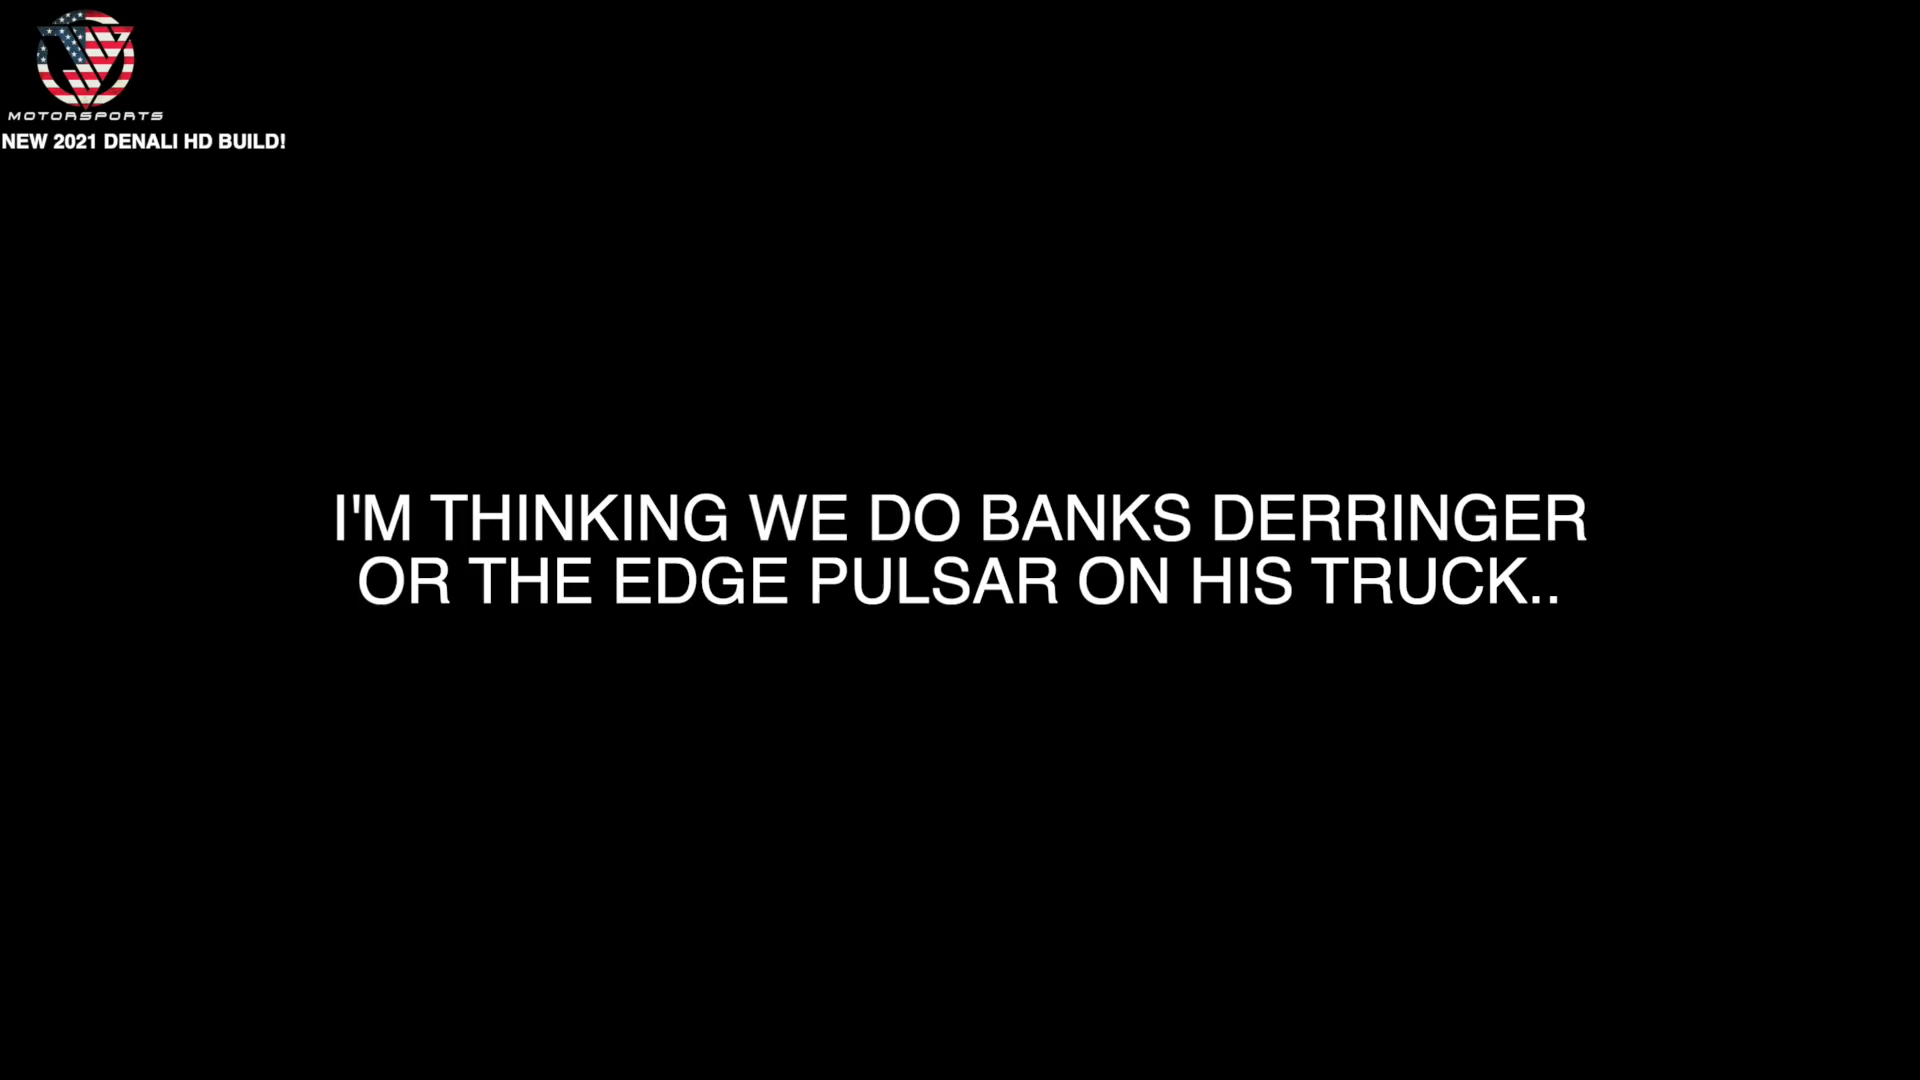 MOTORSPORTS
NEW 2021 DENALI HD BUILD!
I'M THINKING WE DO BANKS DERRINGER
OR THE EDGE PULSAR ON HIS TRUCK..